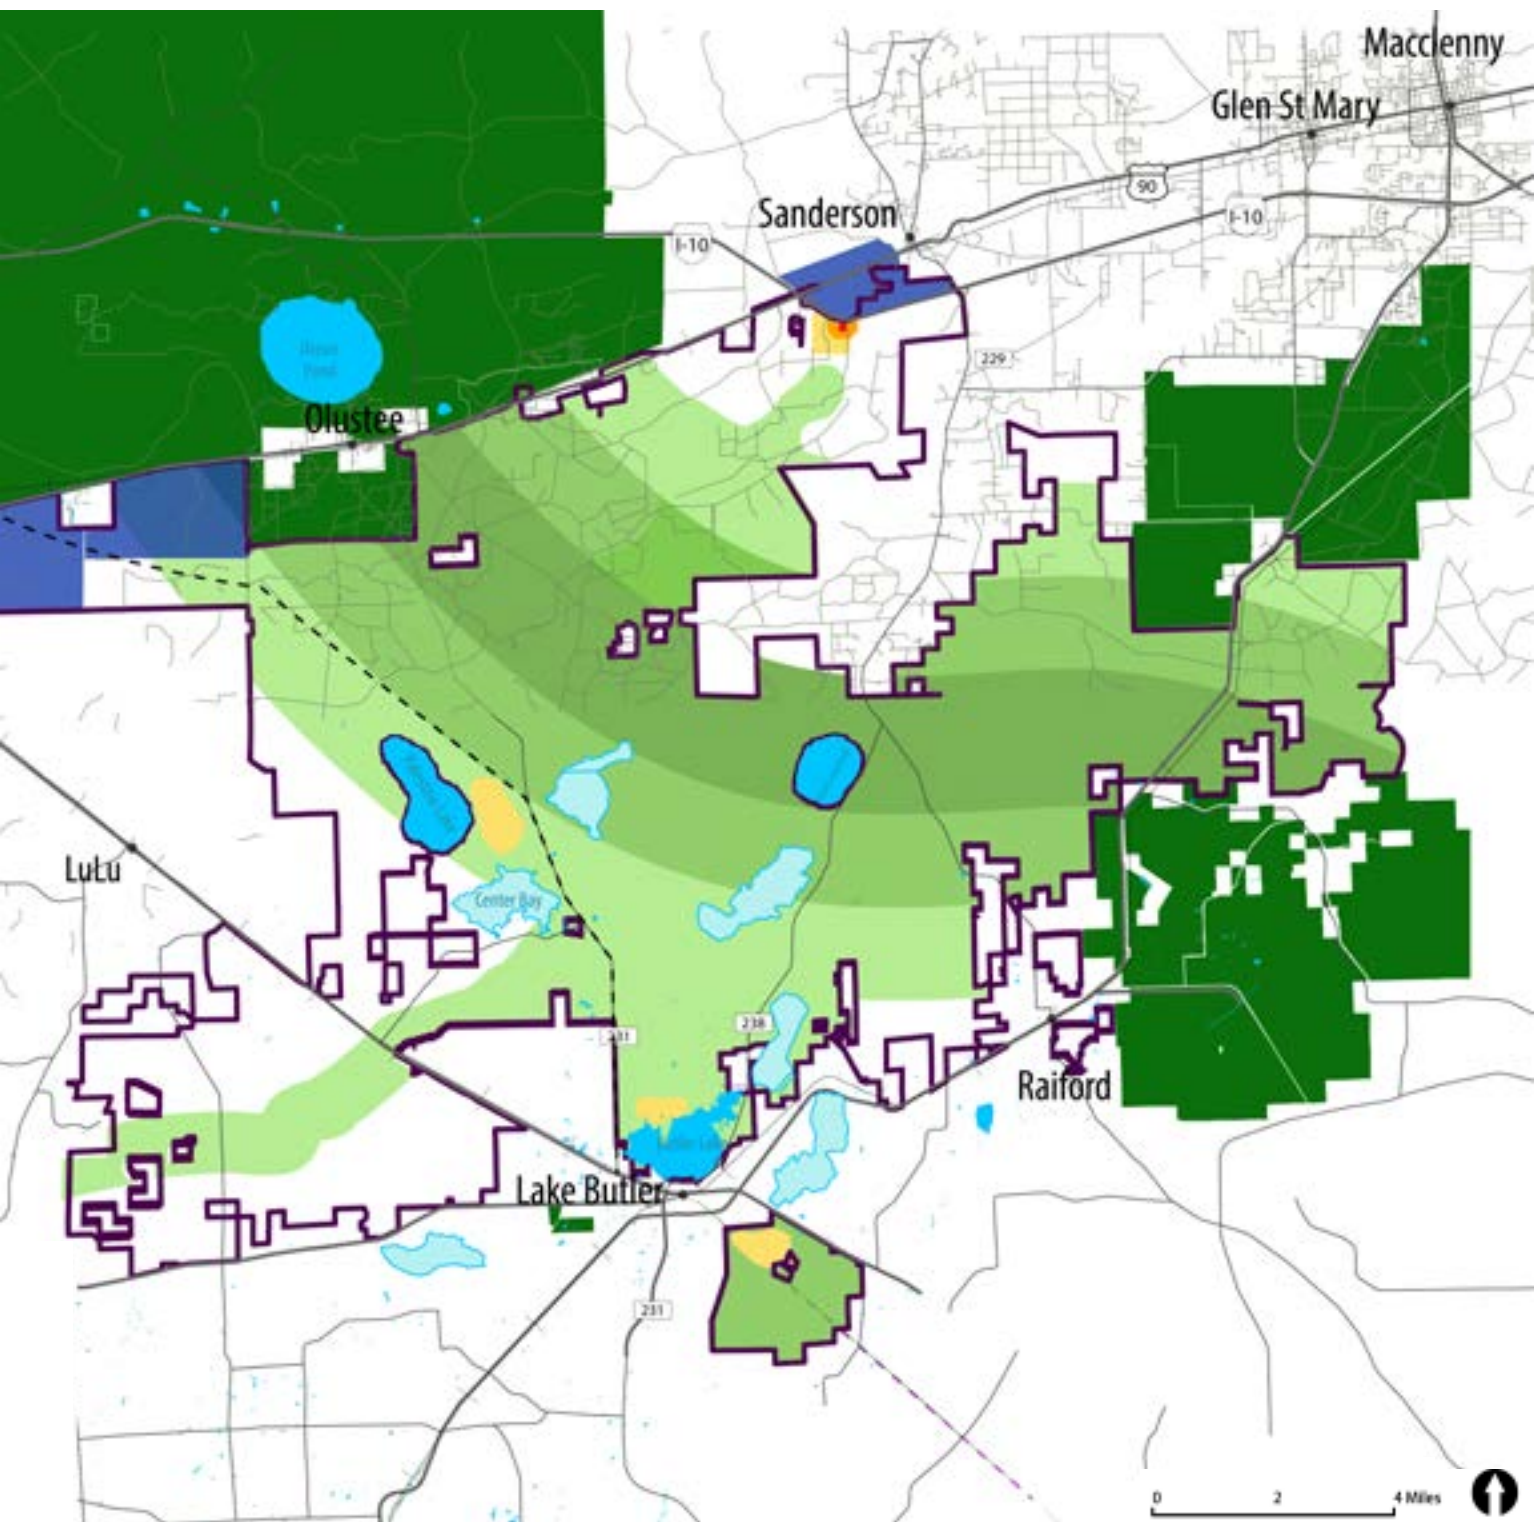 Macclenny
Glen St Mary
90
Sanderson
I-10
I-10
229
Olustee
LuLu
Center Bay
231
238
Raiford
Lake Butler
231
0 2 4 Miles